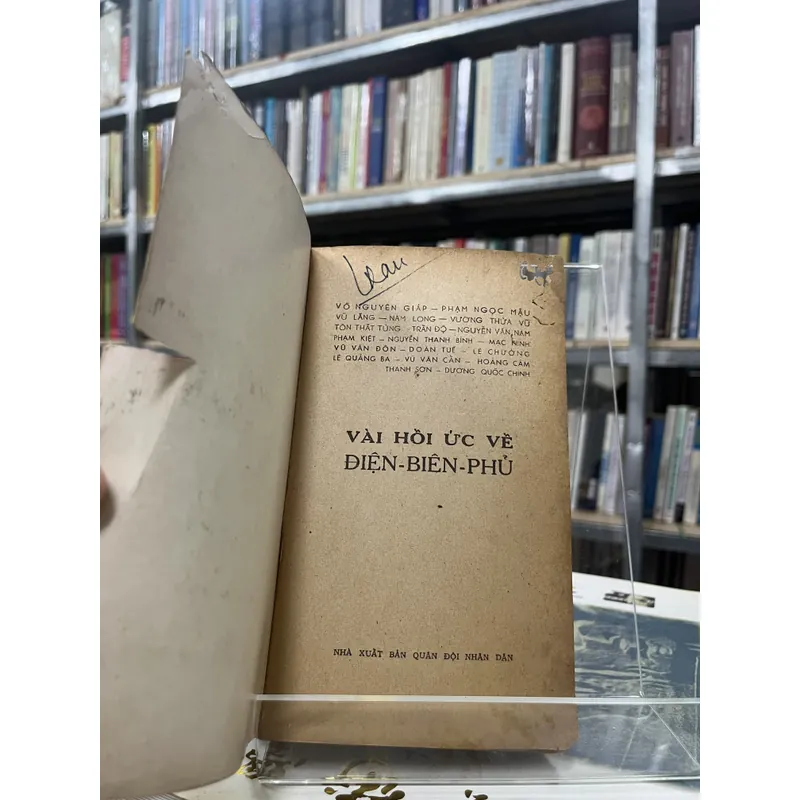 VÕ NGUYÊN GIÁP — PHẠM NGỌC MẬU
VŨ LĂNG — NAM LONG — VƯƠNG THỪA VŨ
TÔN THẤT TÙNG TRẦN ĐỘ — NGUYỄN VĂN NAM
PHẠM KIỆT — NGUYỄN THANH BÌNH — MẠC NINH
VŨ VĂN ĐÔN — DOÃN TUẾ — LÊ CHƯỞNG
LÊ QUẢNG BA — VŨ VĂN CẨN — HOÀNG CẦM
THANH SƠN — DƯƠNG QUỐC CHINH
VÀI HỒI ỨC VỀ
ĐIỆN-BIÊN-PHỦ
NHÀ XUẤT BẢN QUÂN ĐỘI NHÂN DÂN